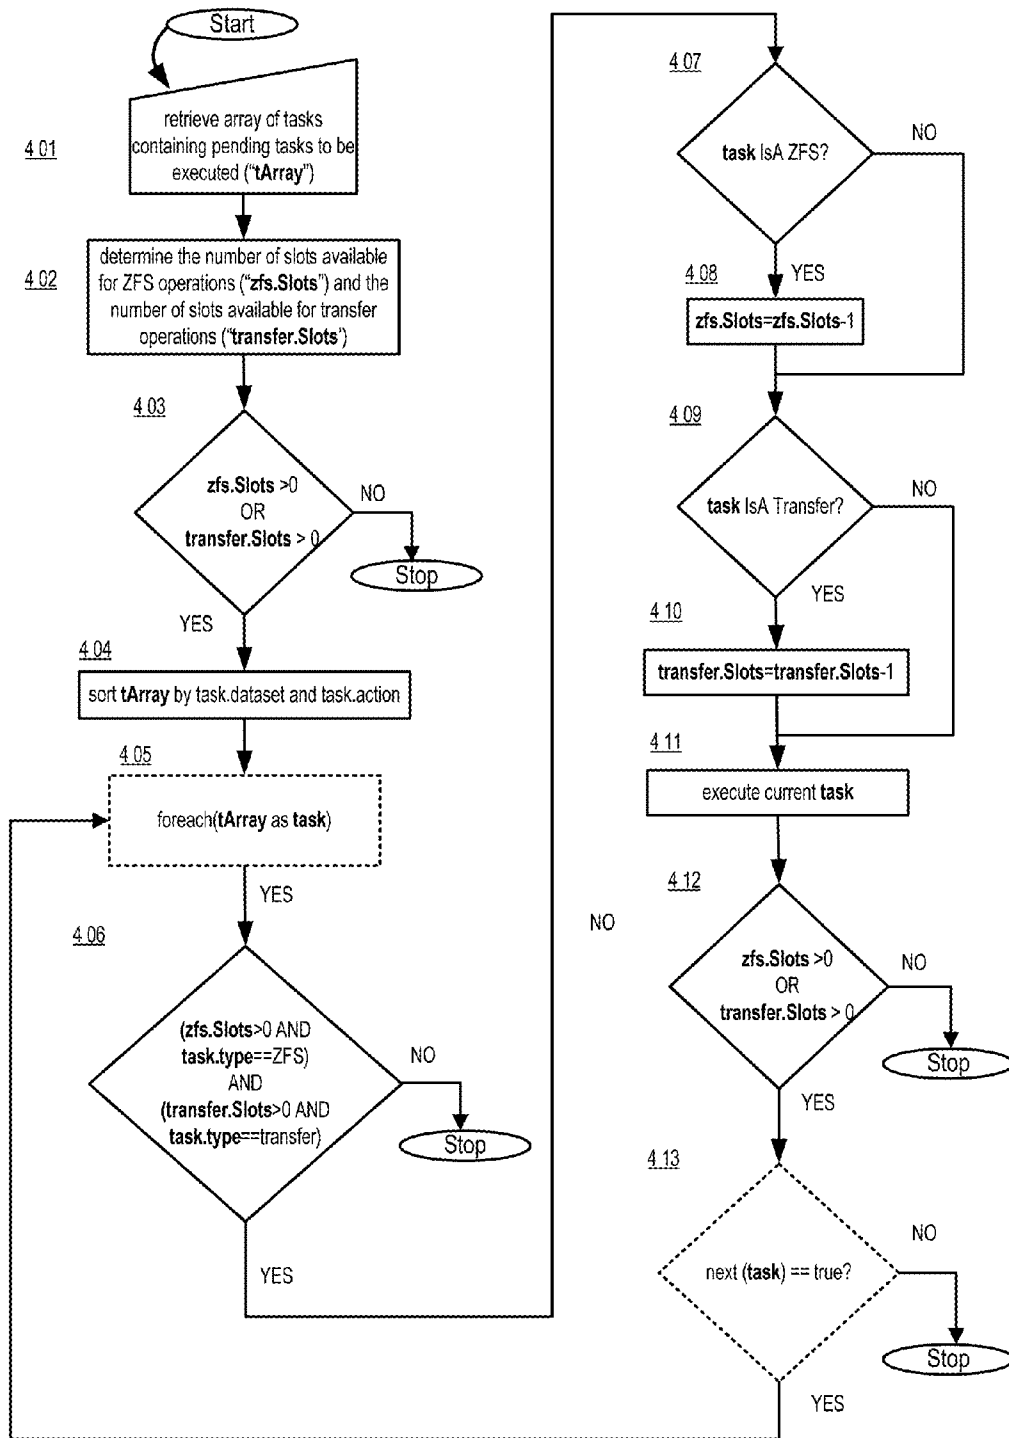 Start
4.01
retrieve array of tasks
containing pending tasks to be
executed ("tArray")
4.02
determine the number of slots available
for ZFS operations ("zfs.Slots") and the
number of slots available for transfer
operations ("transfer.Slots')
4.03
zfs.Slots >0
OR
transfer.Slots > 0
NO
Stop
YES
4.04
sort tArray by task.dataset and task.action
4.05
foreach(tArray as task)
YES
4.06
(zfs.Slots>0 AND
task.type==ZFS)
AND
(transfer.Slots>0 AND
task.type==transfer)
NO
Stop
YES
4.07
task IsA ZFS?
NO
YES
4.08
zfs.Slots=zfs.Slots-1
4.09
task IsA Transfer?
NO
YES
4.10
transfer.Slots=transfer.Slots-1
4.11
execute current task
4.12
NO
zfs.Slots >0
OR
transfer.Slots > 0
NO
Stop
YES
4.13
next (task) == true?
NO
Stop
YES